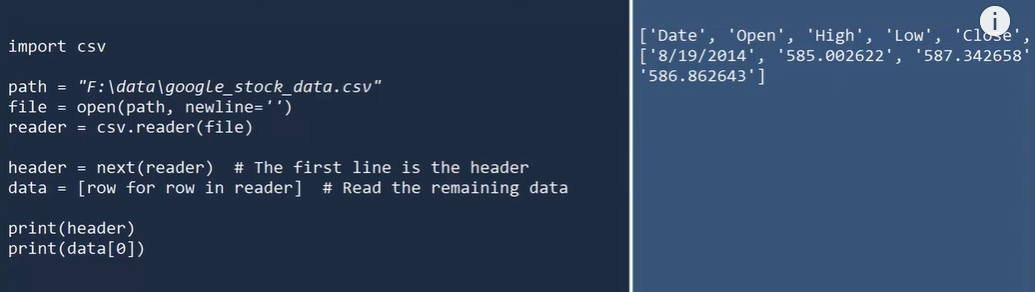 import csv
path = "F:\data\google_stock_data.csv"
file = open(path, newline='')
reader = csv.reader(file)
header = next(reader)  # The first line is the header
data = [row for row in reader]  # Read the remaining data
print(header)
print(data[0])
i
['Date', 'Open', 'High', 'Low', 'Close',
['8/19/2014', '585.002622', '587.342658'
'586.862643']